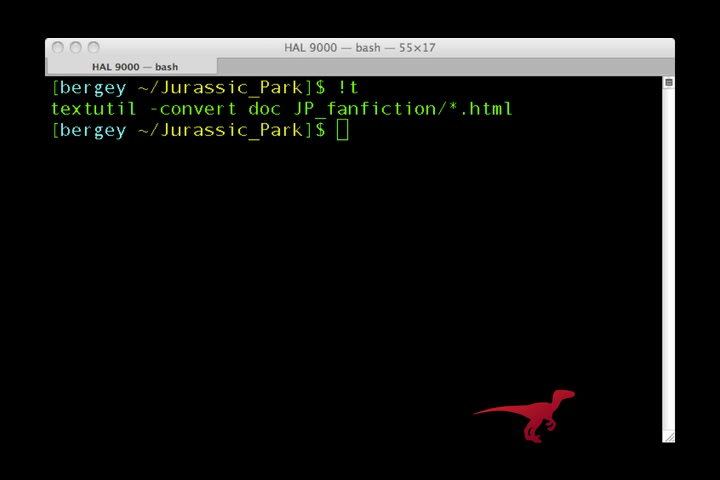 HAL 9000 — bash — 55×17
HAL 9000 — bash
[bergey ~/Jurassic_Park]$ !t
textutil -convert doc JP_fanfiction/*.html
[bergey ~/Jurassic_Park]$